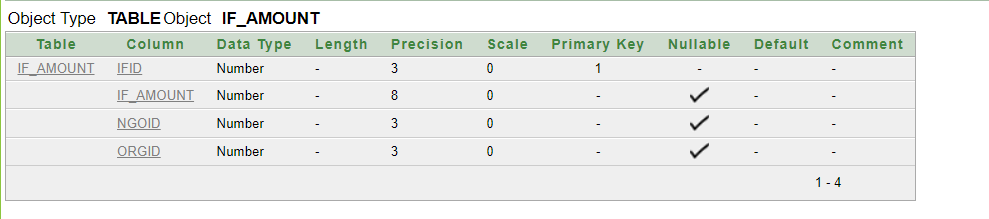 Object Type TABLE Object IF_AMOUNT
Table Column Data Type Length Precision Scale Primary Key Nullable Default Comment
IF_AMOUNT IFID Number - 3 0 1 - - -
IF_AMOUNT Number - 8 0 - ✓ - -
NGOID Number - 3 0 - ✓ - -
ORGID Number - 3 0 - ✓ - -
1 - 4